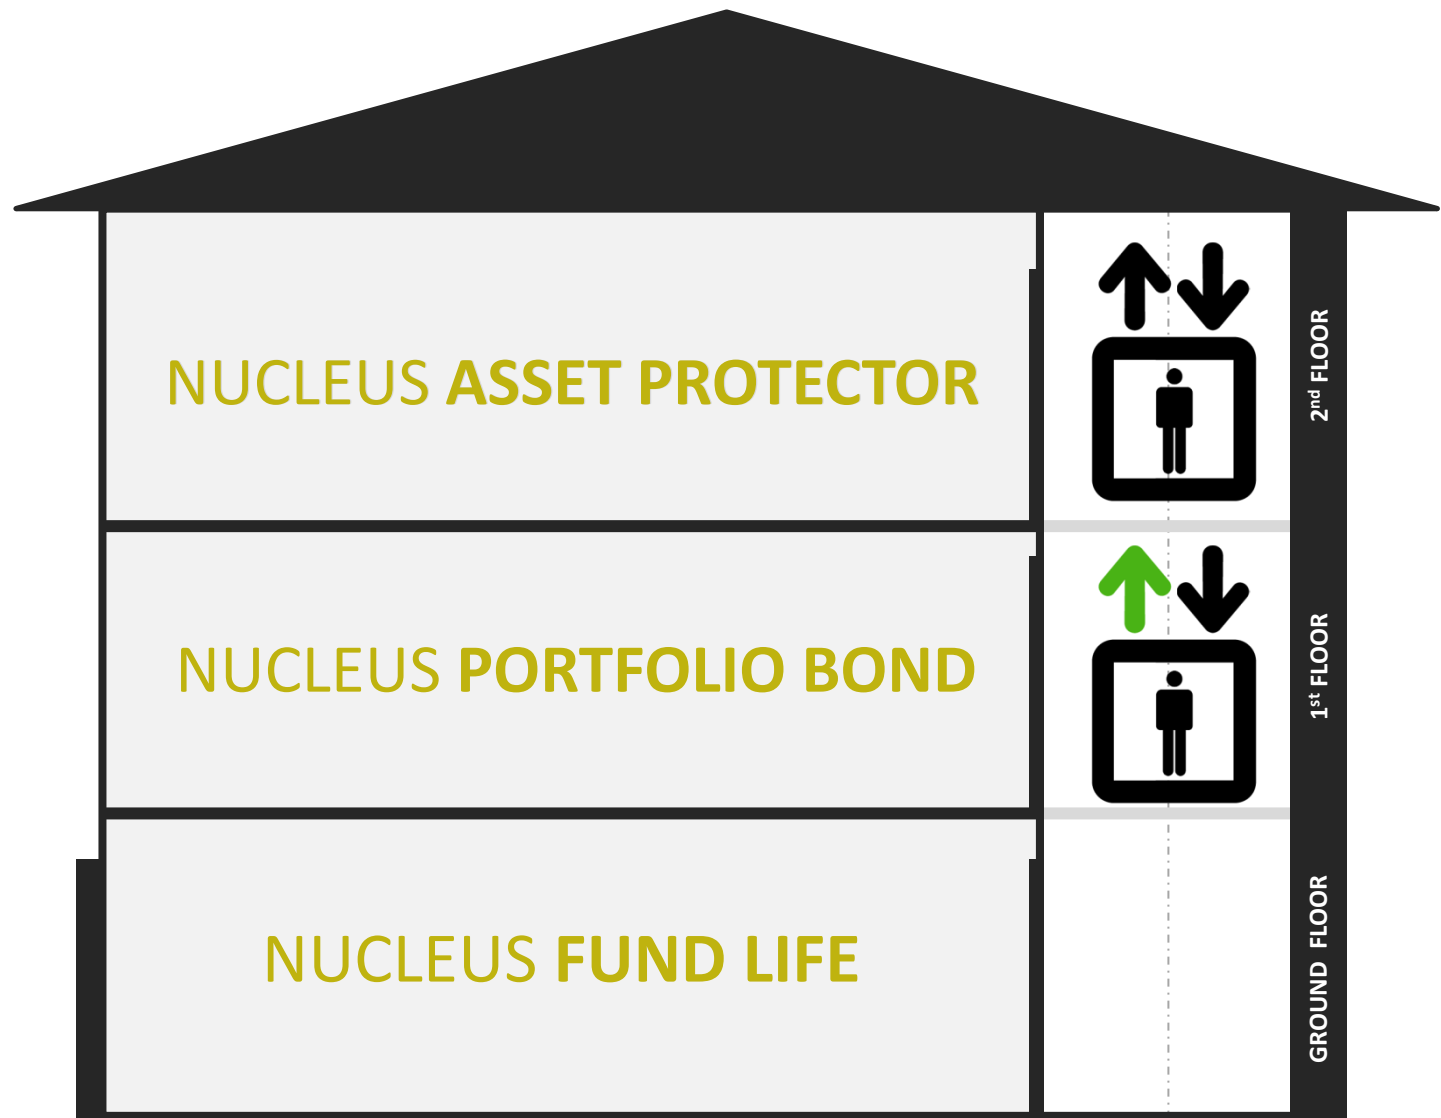 NUCLEUS ASSET PROTECTOR
2nd FLOOR
NUCLEUS PORTFOLIO BOND
1st FLOOR
NUCLEUS FUND LIFE
GROUND FLOOR